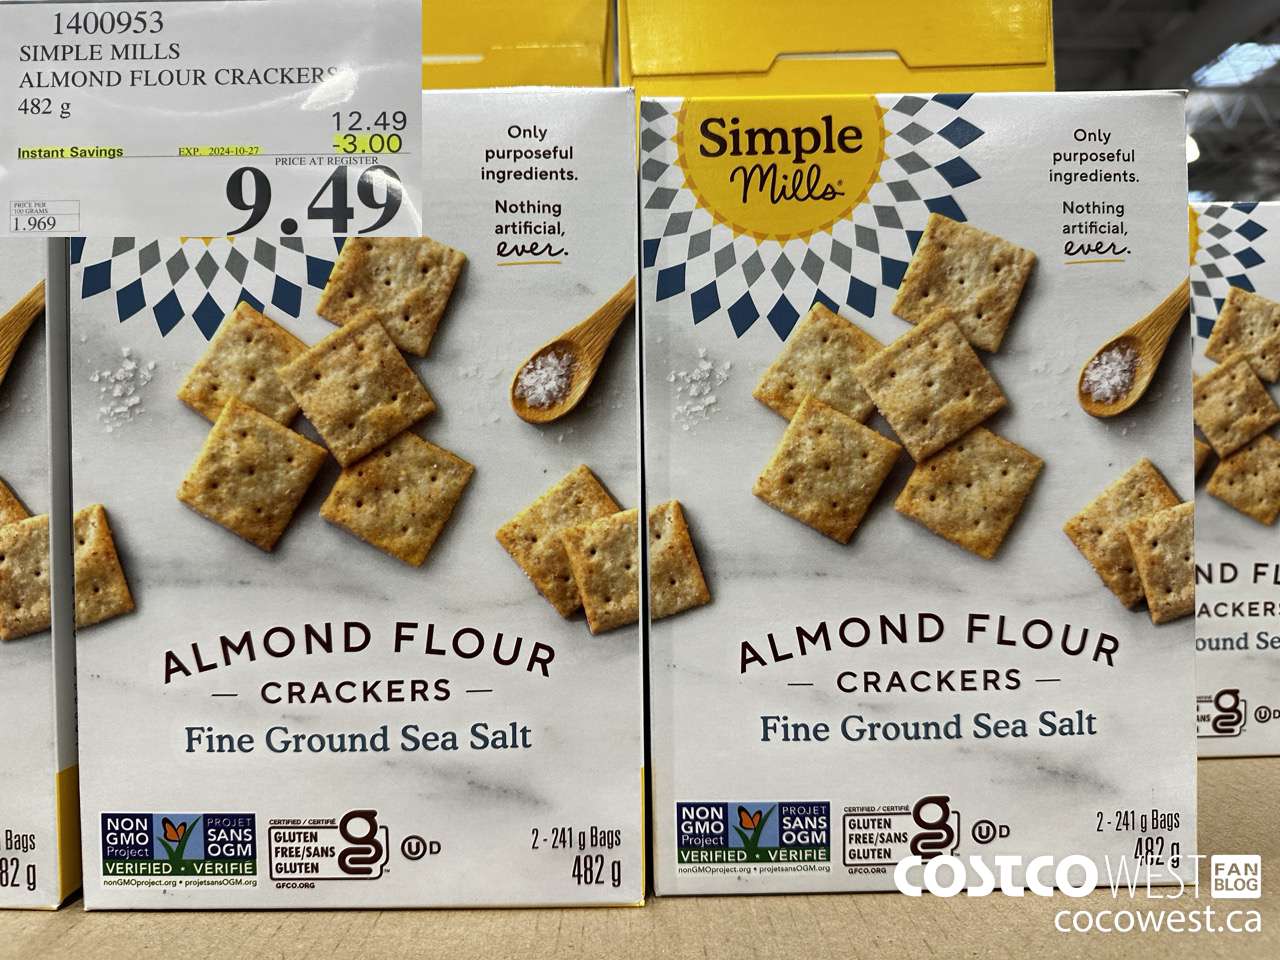 1400953
SIMPLE MILLS
ALMOND FLOUR CRACKERS
482 g
12.49
Instant Savings EXP. 2024-10-27 -3.00
PRICE AT REGISTER
9.49
PRICE PER
100 GRAMS
1.969
Only
purposeful
ingredients.
Nothing
artificial,
ever.
ALMOND FLOUR
CRACKERS
Fine Ground Sea Salt
NON
GMO
Project
VERIFIED
PROJET
SANS
OGM
VÉRIFIÉ
nonGMOproject.org • projetsansOGM.org
CERTIFIED / CERTIFIÉ
GLUTEN
FREE/SANS
GLUTEN
GFCO.ORG
g
U D
2 - 241 g Bags
482 g
Simple
Mills®
Only
purposeful
ingredients.
Nothing
artificial,
ever.
ALMOND FLOUR
CRACKERS
Fine Ground Sea Salt
NON
GMO
Project
VERIFIED
PROJET
SANS
OGM
VÉRIFIÉ
nonGMOproject.org • projetsansOGM.org
CERTIFIED / CERTIFIÉ
GLUTEN
FREE/SANS
GLUTEN
GFCO.ORG
g
U D
2 - 241 g Bags
482 g
Bags
82 g
ND FL
ACKERS
ound Se
U D
COSTCO WEST FAN BLOG
cocowest.ca